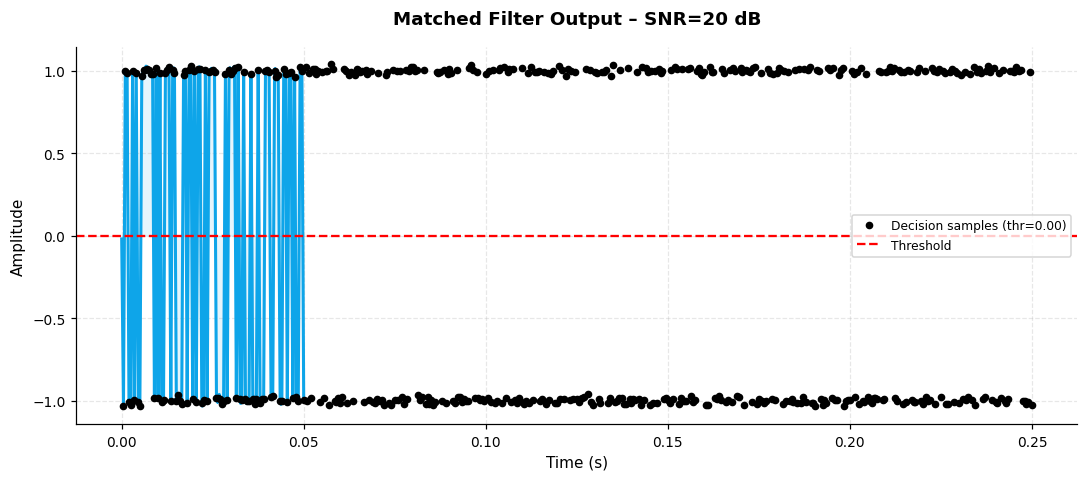 Matched Filter Output – SNR=20 dB
Amplitude
1.0
0.5
0.0
−0.5
−1.0
Decision samples (thr=0.00)
Threshold
0.00
0.05
0.10
0.15
0.20
0.25
Time (s)